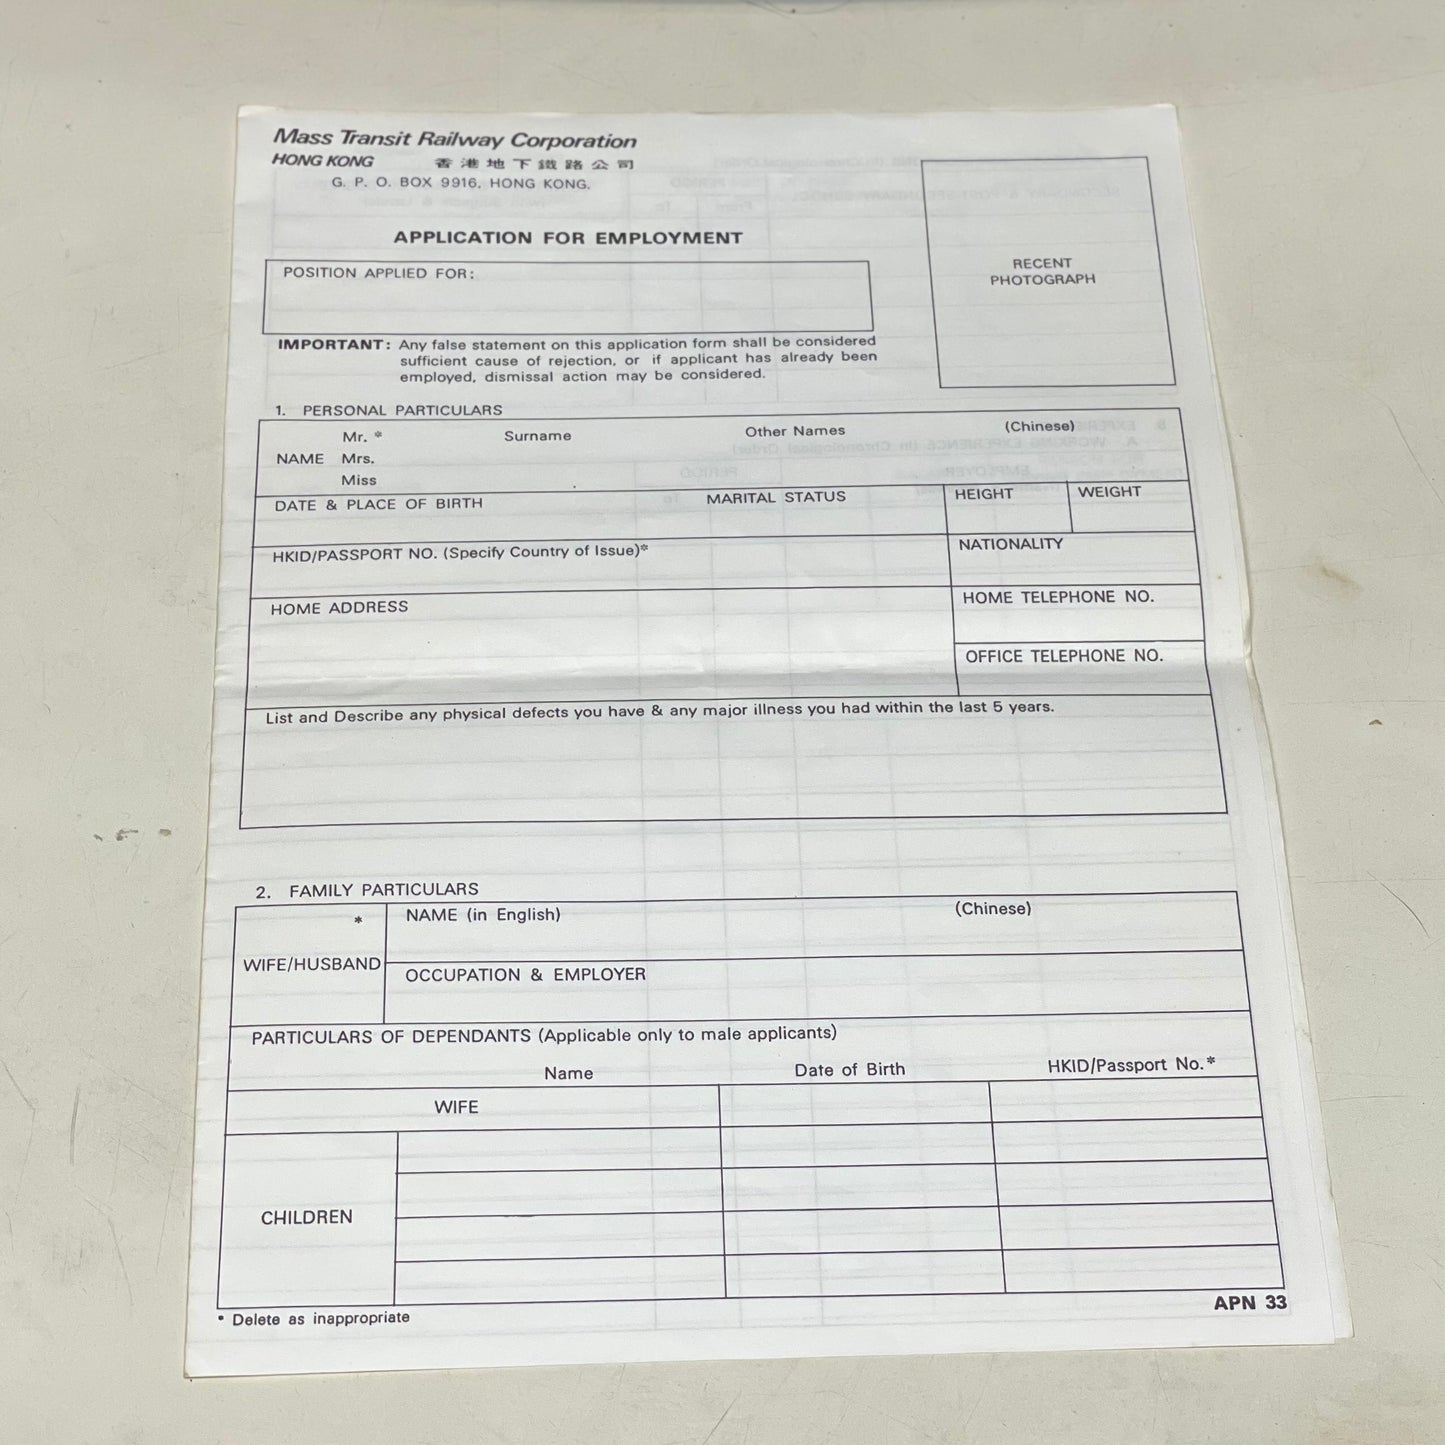 Mass Transit Railway Corporation
HONG KONG 香港地下鐵路公司
G. P. O. BOX 9916, HONG KONG.
APPLICATION FOR EMPLOYMENT
POSITION APPLIED FOR:
RECENT
PHOTOGRAPH
IMPORTANT: Any false statement on this application form shall be considered
sufficient cause of rejection, or if applicant has already been
employed, dismissal action may be considered.
1. PERSONAL PARTICULARS
Mr. * Surname Other Names (Chinese)
NAME Mrs.
Miss
DATE & PLACE OF BIRTH MARITAL STATUS HEIGHT WEIGHT
HKID/PASSPORT NO. (Specify Country of Issue)* NATIONALITY
HOME ADDRESS HOME TELEPHONE NO.
OFFICE TELEPHONE NO.
List and Describe any physical defects you have & any major illness you had within the last 5 years.
2. FAMILY PARTICULARS
* NAME (in English) (Chinese)
WIFE/HUSBAND
OCCUPATION & EMPLOYER
PARTICULARS OF DEPENDANTS (Applicable only to male applicants)
Name Date of Birth HKID/Passport No.*
WIFE
CHILDREN
* Delete as inappropriate
APN 33